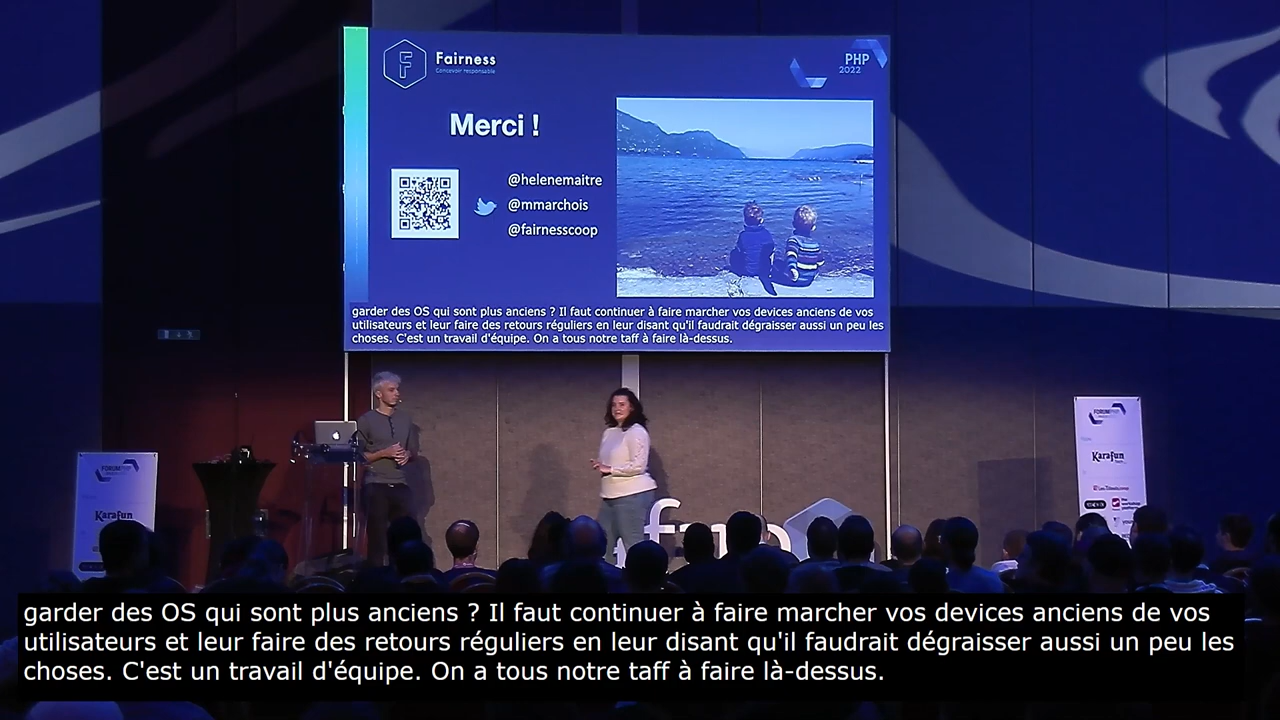 Fairness
Concevoir responsable
PHP
2022
Merci !
@helenemaitre
@mmarchois
@fairnesscoop
garder des OS qui sont plus anciens ? Il faut continuer à faire marcher vos devices anciens de vos
utilisateurs et leur faire des retours réguliers en leur disant qu'il faudrait dégraisser aussi un peu les
choses. C'est un travail d'équipe. On a tous notre taff à faire là-dessus.
FORUMPHP
Karafun
FORUMPHP
Karafun
garder des OS qui sont plus anciens ? Il faut continuer à faire marcher vos devices anciens de vos
utilisateurs et leur faire des retours réguliers en leur disant qu'il faudrait dégraisser aussi un peu les
choses. C'est un travail d'équipe. On a tous notre taff à faire là-dessus.